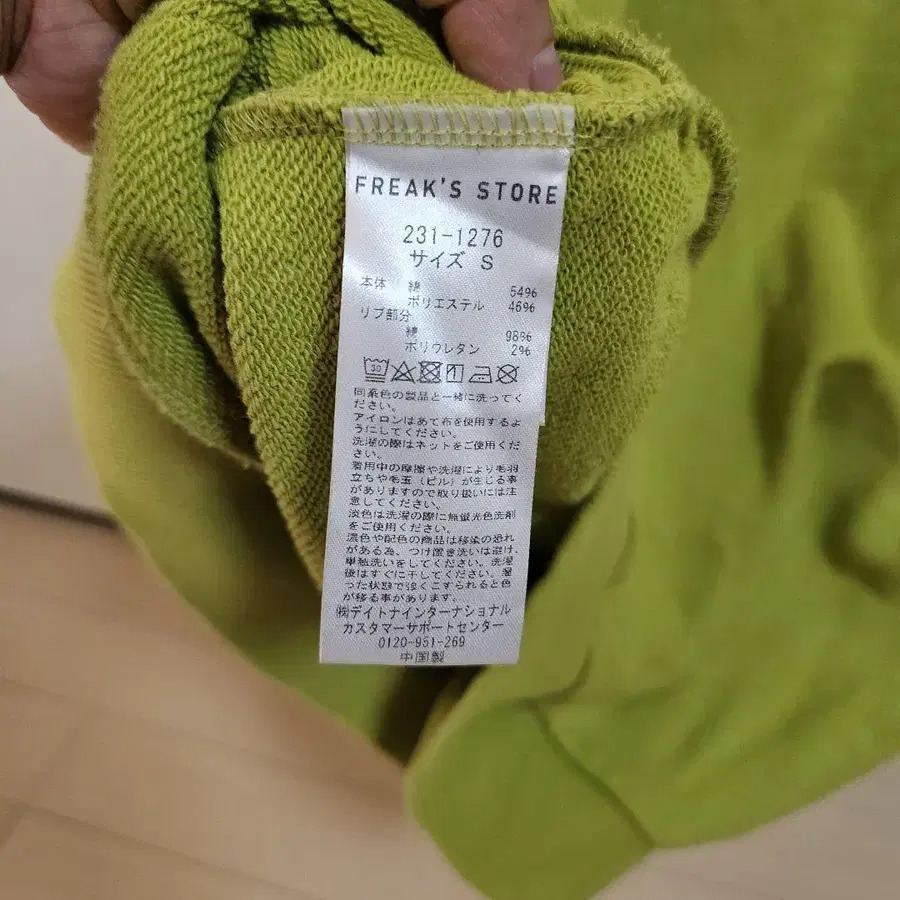 FREAK'S STORE
231-1276
サイズ S
本体 綿 54%
ポリエステル 46%
リブ部分
綿 98%
ポリウレタン 2%
30
同系色の製品と一緒に洗ってく
ださい。
アイロンはあて布を使用するよ
うにしてください。
洗濯の際はネットをご使用くだ
さい。
着用中の摩擦や洗濯により毛羽
立ちや毛玉（ピル）が生じる事
がありますので取り扱いには注
意してください。
淡色は洗濯の際に無蛍光色洗剤
をご使用ください。
濃色や配色の商品は移染の恐れ
がある為、つけ置き洗いは避け、
単独洗いをしてください。洗濯
後はすぐに干してください。湿
った状態で強くこすられると色
が移る事があります。
㈱デイトナインターナショナル
カスタマーサポートセンター
0120-951-269
中国製